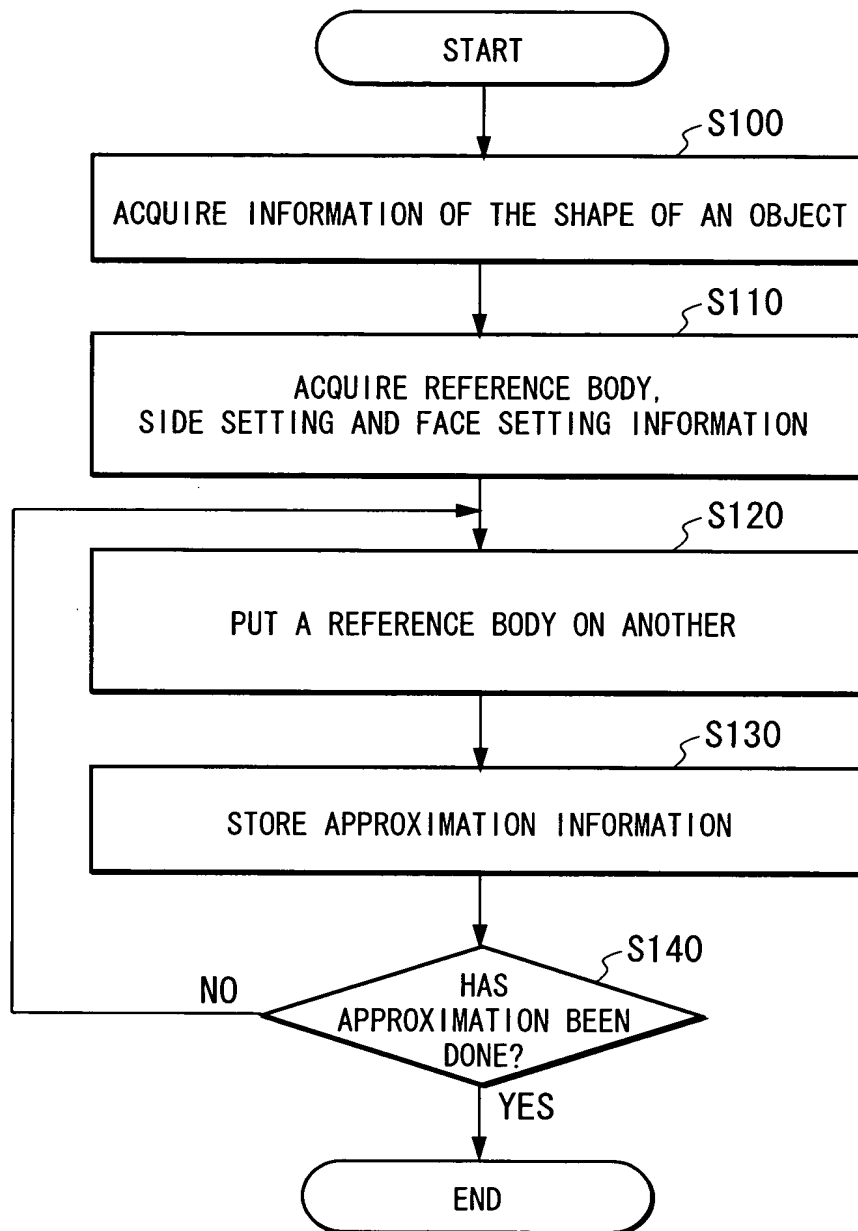 START
S100
ACQUIRE INFORMATION OF THE SHAPE OF AN OBJECT
S110
ACQUIRE REFERENCE BODY,
SIDE SETTING AND FACE SETTING INFORMATION
S120
PUT A REFERENCE BODY ON ANOTHER
S130
STORE APPROXIMATION INFORMATION
S140
NO
HAS
APPROXIMATION BEEN
DONE?
YES
END